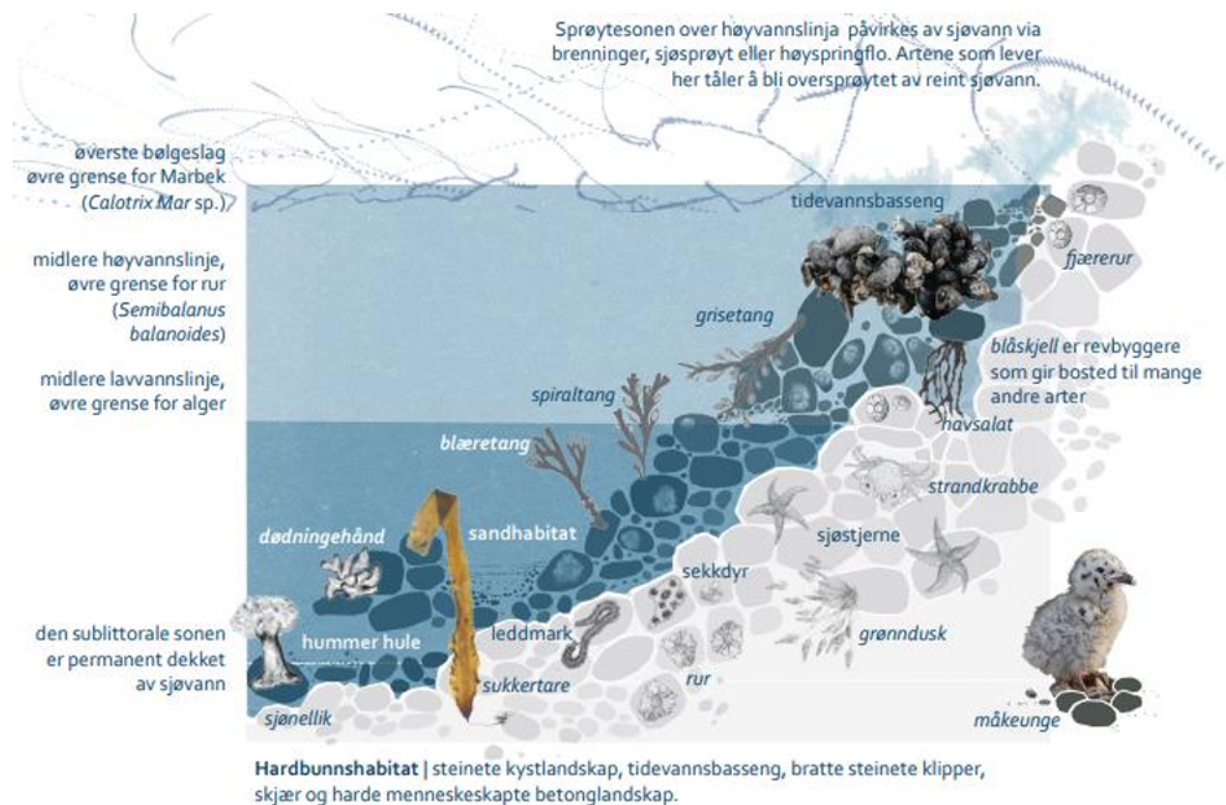 Sprøytesonen over høyvannslinja påvirkes av sjøvann via
brenninger, sjøsprøyt eller høyspringflo. Artene som lever
her tåler å bli oversprøytet av reint sjøvann.
øverste bølgeslag
øvre grense for Marbek
(Calotrix Mar sp.)
tidevannsbasseng
midlere høyvannslinje,
øvre grense for rur
(Semibalanus
balanoides)
fjærerur
grisetang
blåskjell er revbyggere
som gir bosted til mange
andre arter
midlere lavvannslinje,
øvre grense for alger
spiraltang
havsalat
blæretang
strandkrabbe
dødningehånd
sandhabitat
sjøstjerne
sekkdyr
den sublittorale sonen
er permanent dekket
av sjøvann
hummer hule
leddmark
grønndusk
sukkertare
rur
sjønellik
måkeunge
Hardbunnshabitat | steinete kystlandskap, tidevannsbasseng, bratte steinete klipper,
skjær og harde menneskeskapte betonglandskap.